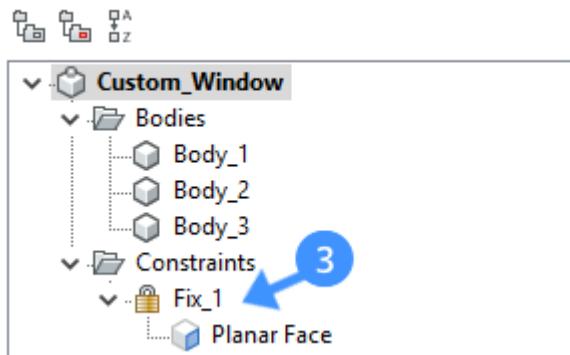 A
Z
Custom_Window
Bodies
Body_1
Body_2
Body_3
Constraints
3
Fix_1
Planar Face